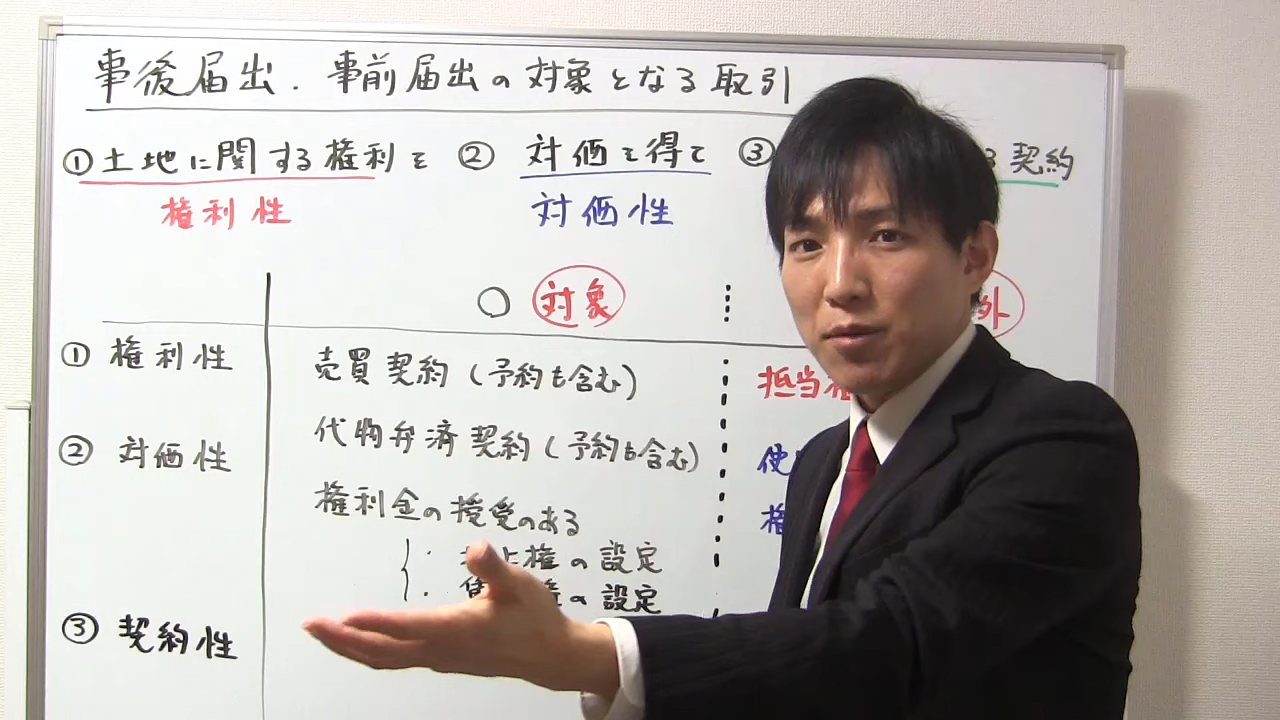 事後届出．事前届出の対象となる取引
①土地に関する権利を ② 対価を得て ③ 契約
権利性 対価性
○ 対象 外
① 権利性 売買契約（予約も含む） 抵当
② 対価性 代物弁済契約（予約も含む） 使
権利金の授受のある 権
・ 上権の設定
・ の設定
③ 契約性